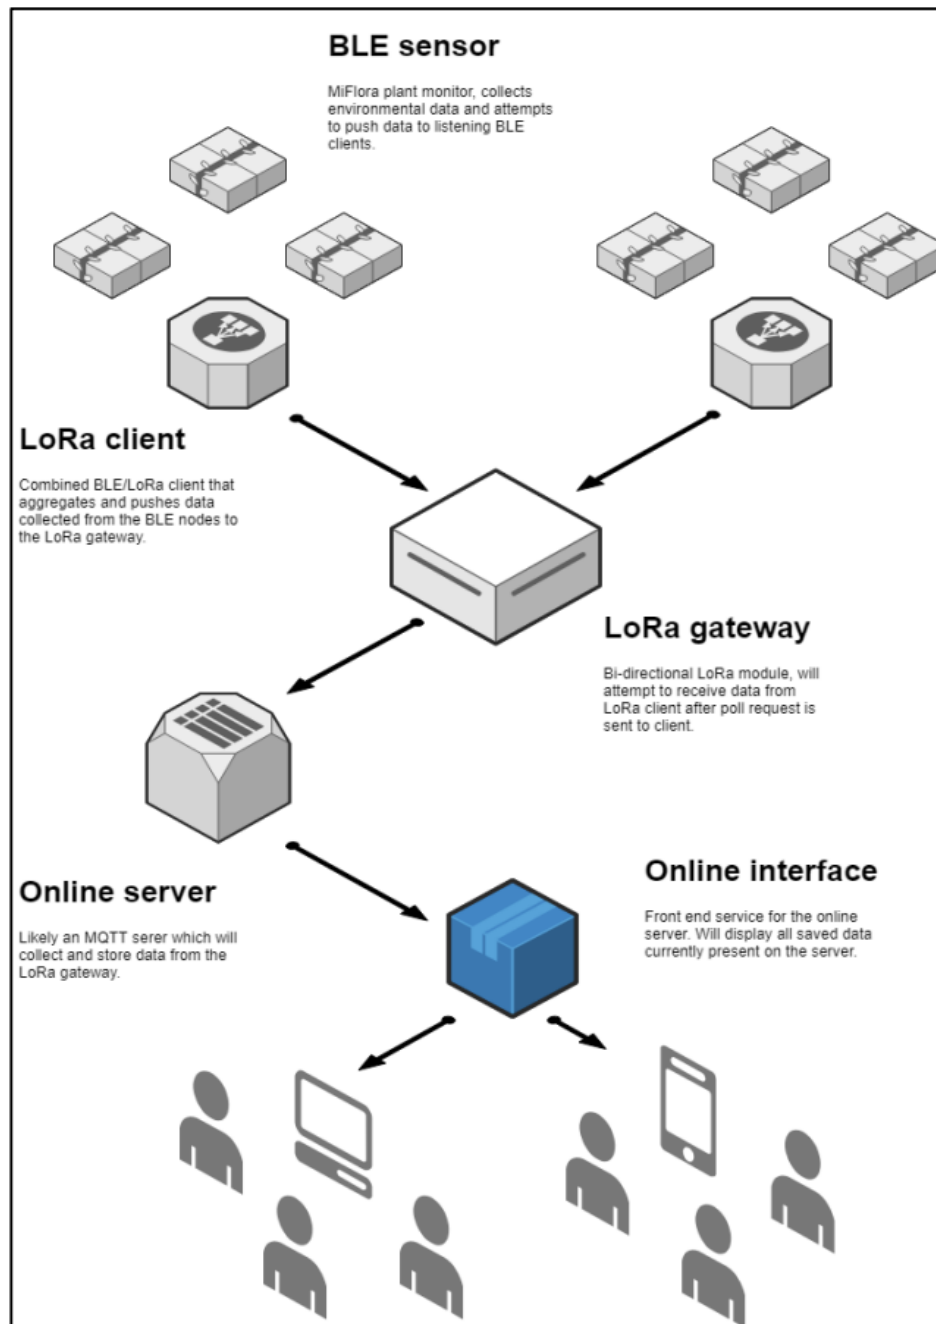 BLE sensor
MiFlora plant monitor, collects
environmental data and attempts
to push data to listening BLE
clients.
LoRa client
Combined BLE/LoRa client that
aggregates and pushes data
collected from the BLE nodes to
the LoRa gateway.
LoRa gateway
Bi-directional LoRa module, will
attempt to receive data from
LoRa client after poll request is
sent to client.
Online server
Likely an MQTT serer which will
collect and store data from the
LoRa gateway.
Online interface
Front end service for the online
server. Will display all saved data
currently present on the server.